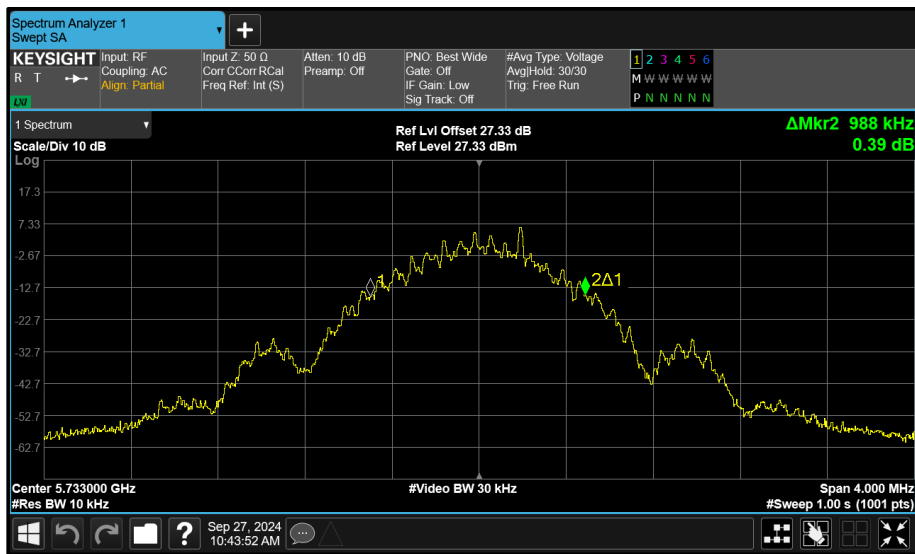 Spectrum Analyzer 1
Swept SA
KEYSIGHT
R T
LXI
Input: RF
Coupling: AC
Align: Partial
Input Z: 50 Ω
Corr CCorr RCal
Freq Ref: Int (S)
Atten: 10 dB
Preamp: Off
PNO: Best Wide
Gate: Off
IF Gain: Low
Sig Track: Off
#Avg Type: Voltage
Avg|Hold: 30/30
Trig: Free Run
1 2 3 4 5 6
M W W W W W
P N N N N N
1 Spectrum
Scale/Div 10 dB
Ref Lvl Offset 27.33 dB
Ref Level 27.33 dBm
ΔMkr2 988 kHz
0.39 dB
Log
17.3
7.33
-2.67
-12.7
-22.7
-32.7
-42.7
-52.7
-62.7
1
2Δ1
Center 5.733000 GHz
#Res BW 10 kHz
#Video BW 30 kHz
Span 4.000 MHz
#Sweep 1.00 s (1001 pts)
?
Sep 27, 2024
10:43:52 AM